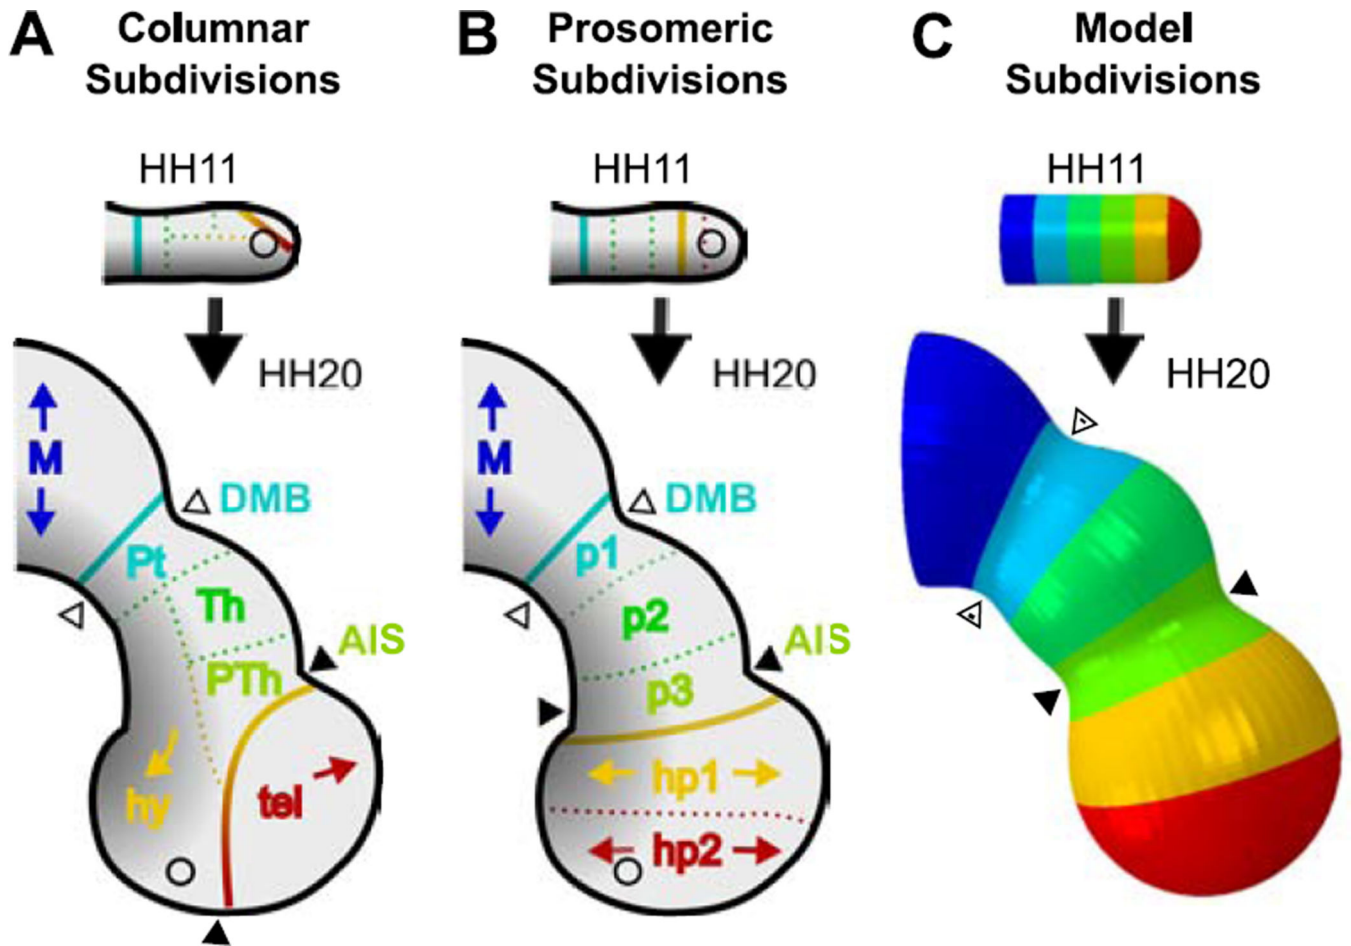 A Columnar Subdivisions
HH11
HH20
M
DMB
Pt
Th
AIS
PTh
hy
tel
B Prosomeric Subdivisions
HH11
HH20
M
DMB
p1
p2
AIS
p3
hp1
hp2
C Model Subdivisions
HH11
HH20